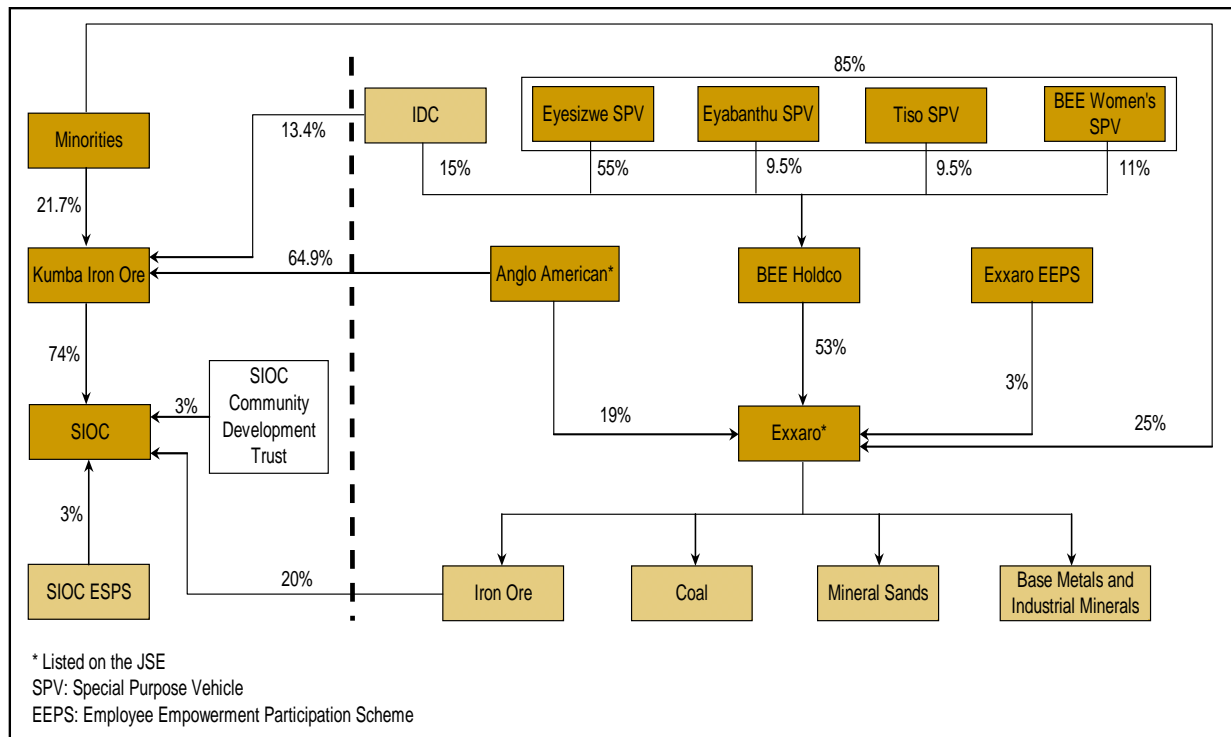 85%
IDC
Eyesizwe SPV
Eyabanthu SPV
Tiso SPV
BEE Women's
SPV
Minorities
13.4%
15%
55%
9.5%
9.5%
11%
21.7%
Kumba Iron Ore
64.9%
Anglo American*
BEE Holdco
Exxaro EEPS
74%
53%
3%
SIOC
Community
Development
Trust
3%
SIOC
19%
Exxaro*
25%
3%
SIOC ESPS
20%
Iron Ore
Coal
Mineral Sands
Base Metals and
Industrial Minerals
* Listed on the JSE
SPV: Special Purpose Vehicle
EEPS: Employee Empowerment Participation Scheme